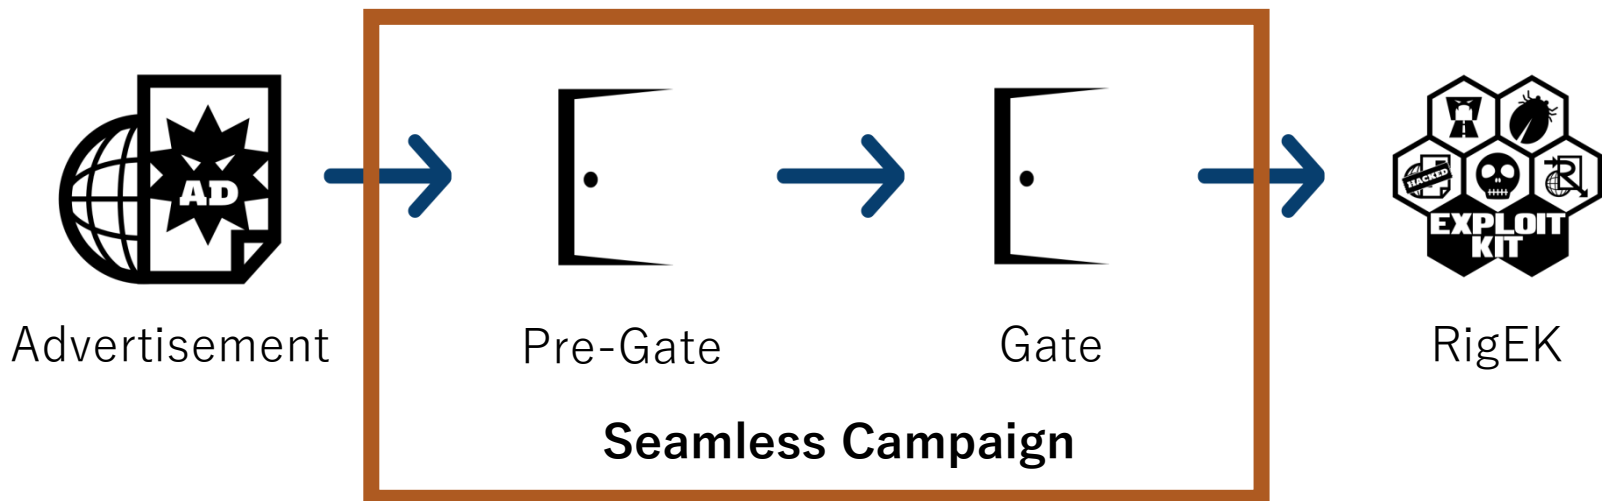 AD
HACKED
R
EXPLOIT
KIT
Advertisement
Pre-Gate
Gate
RigEK
Seamless Campaign